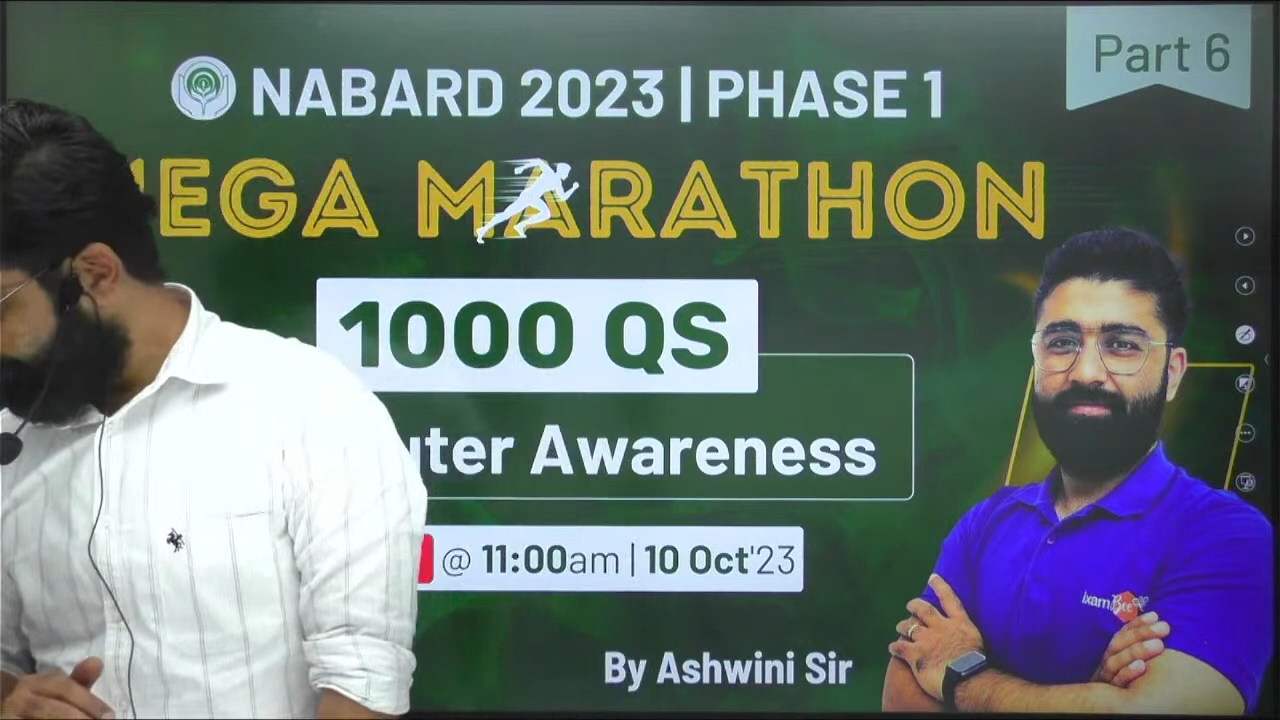 Part 6
NABARD 2023 | PHASE 1
EGA MARATHON
1000 QS
uter Awareness
@ 11:00am | 10 Oct'23
ixamBee
By Ashwini Sir